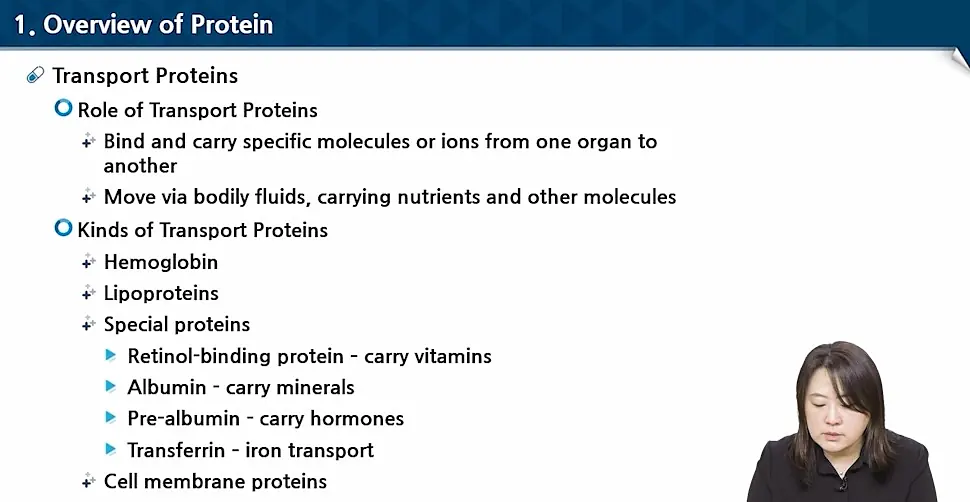 1. Overview of Protein
Transport Proteins
Role of Transport Proteins
Bind and carry specific molecules or ions from one organ to
another
Move via bodily fluids, carrying nutrients and other molecules
Kinds of Transport Proteins
Hemoglobin
Lipoproteins
Special proteins
Retinol-binding protein - carry vitamins
Albumin - carry minerals
Pre-albumin - carry hormones
Transferrin - iron transport
Cell membrane proteins